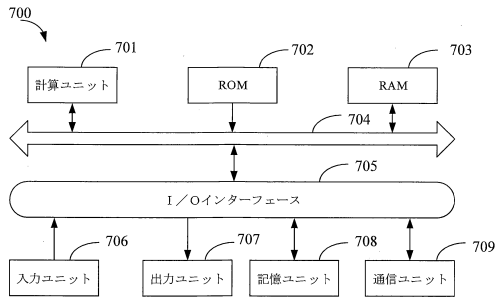 700
701
702
703
計算ユニット
ROM
RAM
704
705
I／Oインターフェース
706
707
708
709
入力ユニット
出力ユニット
記憶ユニット
通信ユニット